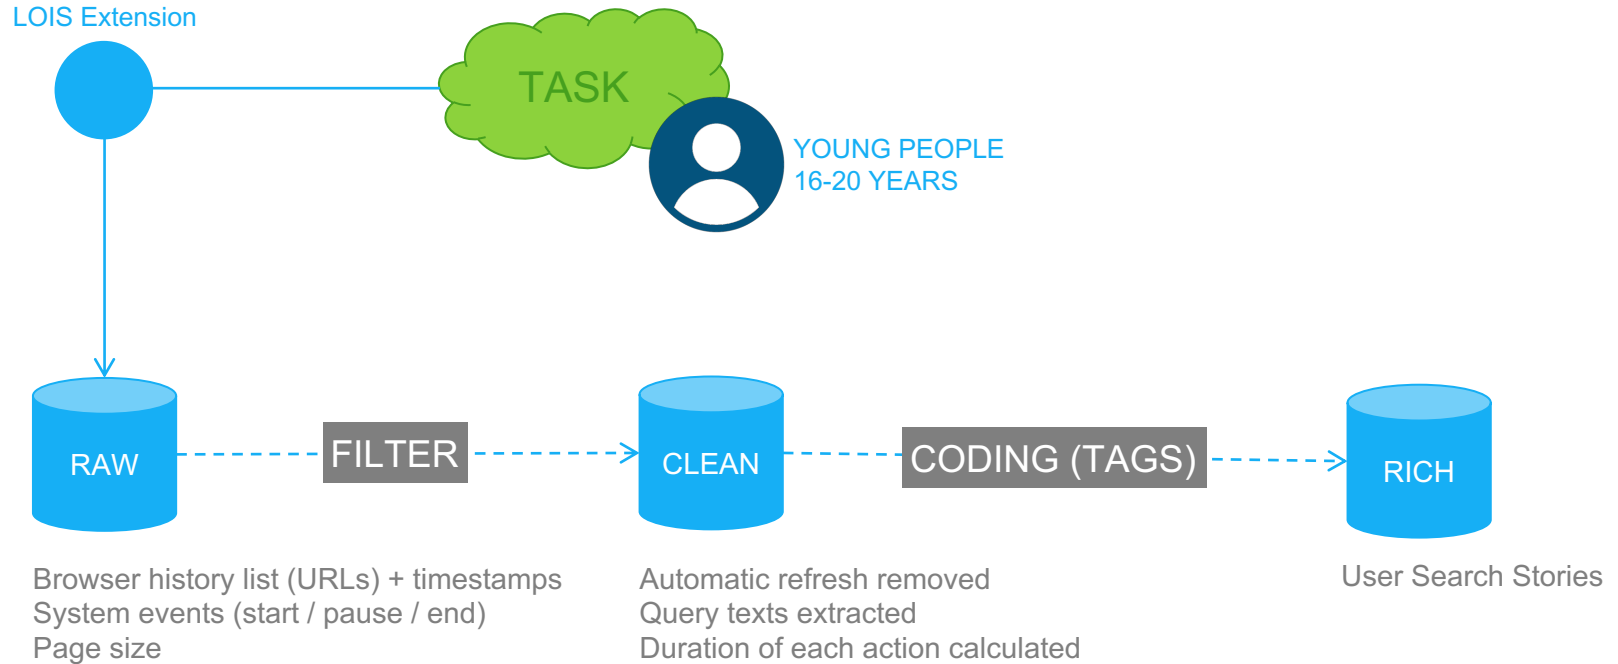 LOIS Extension
TASK
YOUNG PEOPLE
16-20 YEARS
RAW
FILTER
CLEAN
CODING (TAGS)
RICH
Browser history list (URLs) + timestamps
System events (start / pause / end)
Page size
Automatic refresh removed
Query texts extracted
Duration of each action calculated
User Search Stories